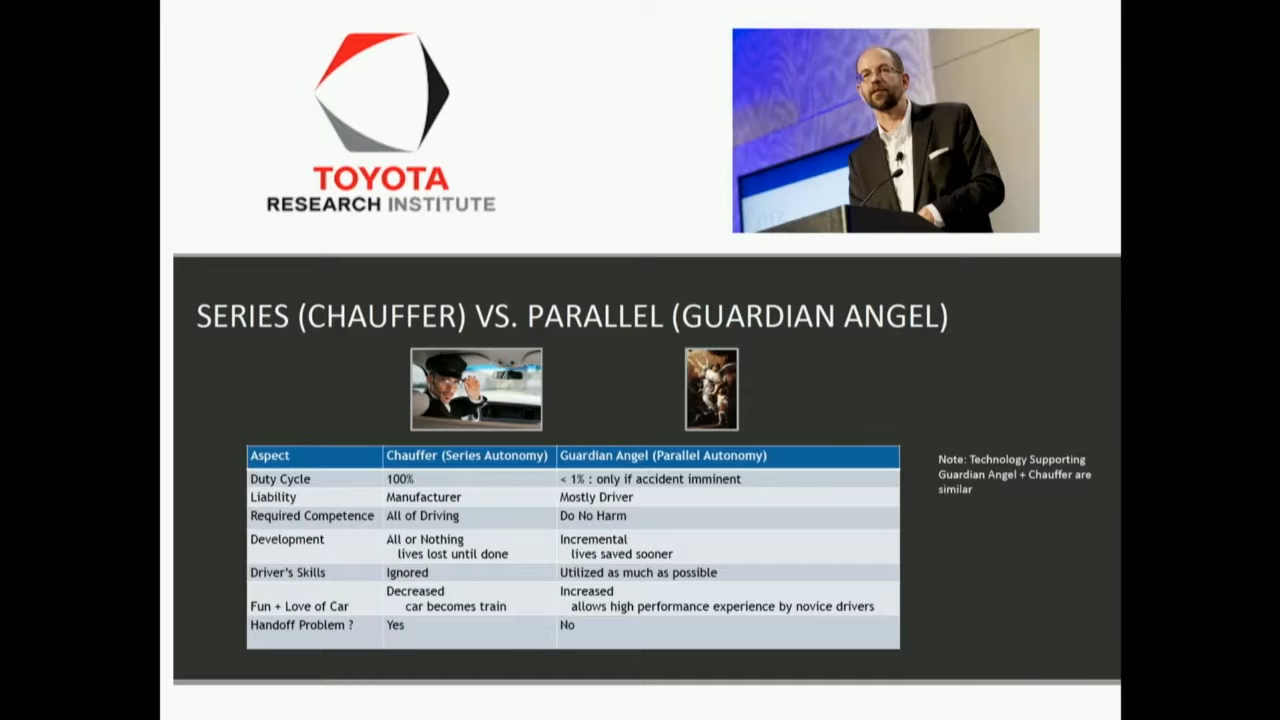 TOYOTA
RESEARCH INSTITUTE
SERIES (CHAUFFER) VS. PARALLEL (GUARDIAN ANGEL)
Aspect Chauffer (Series Autonomy) Guardian Angel (Parallel Autonomy)
Duty Cycle 100% < 1% : only if accident imminent
Liability Manufacturer Mostly Driver
Required Competence All of Driving Do No Harm
Development All or Nothing Incremental
lives lost until done lives saved sooner
Driver's Skills Ignored Utilized as much as possible
Decreased Increased
Fun + Love of Car car becomes train allows high performance experience by novice drivers
Handoff Problem ? Yes No
Note: Technology Supporting
Guardian Angel + Chauffer are
similar